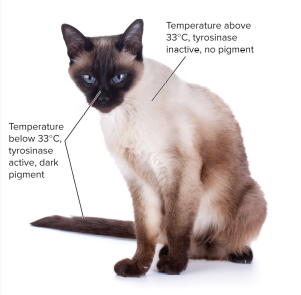 Temperature above
33°C, tyrosinase
inactive, no pigment
Temperature
below 33°C,
tyrosinase
active, dark
pigment